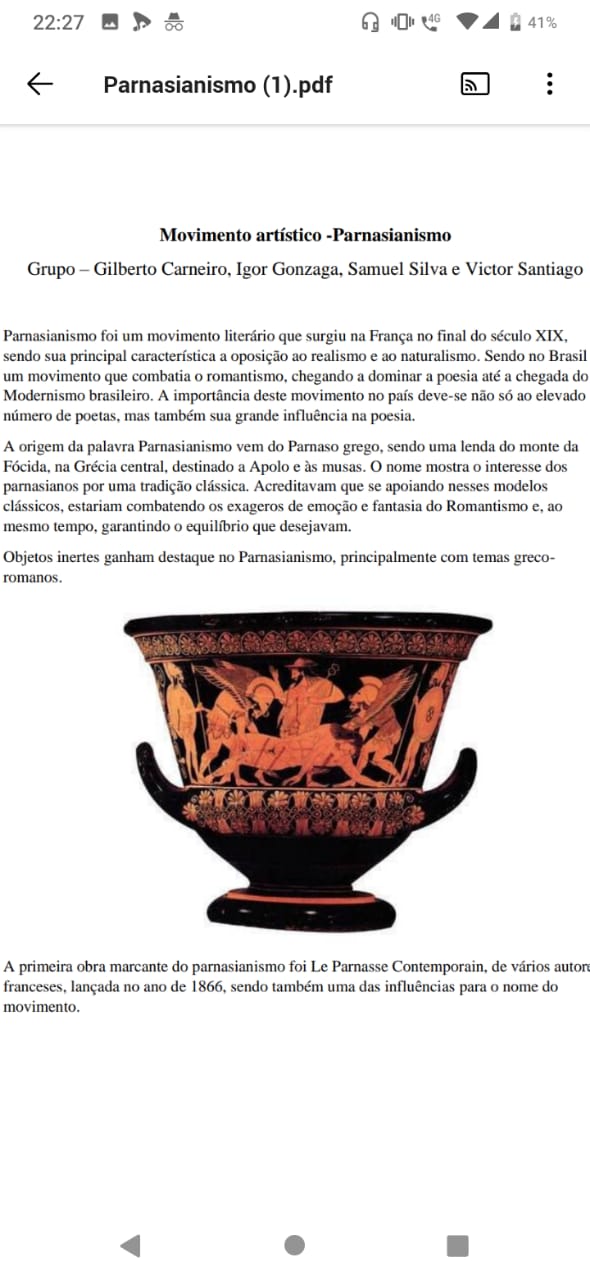 22:27
4G
41%
Parnasianismo (1).pdf
Movimento artístico -Parnasianismo
Grupo – Gilberto Carneiro, Igor Gonzaga, Samuel Silva e Victor Santiago
Parnasianismo foi um movimento literário que surgiu na França no final do século XIX,
sendo sua principal característica a oposição ao realismo e ao naturalismo. Sendo no Brasil
um movimento que combatia o romantismo, chegando a dominar a poesia até a chegada do
Modernismo brasileiro. A importância deste movimento no país deve-se não só ao elevado
número de poetas, mas também sua grande influência na poesia.
A origem da palavra Parnasianismo vem do Parnaso grego, sendo uma lenda do monte da
Fócida, na Grécia central, destinado a Apolo e às musas. O nome mostra o interesse dos
parnasianos por uma tradição clássica. Acreditavam que se apoiando nesses modelos
clássicos, estariam combatendo os exageros de emoção e fantasia do Romantismo e, ao
mesmo tempo, garantindo o equilíbrio que desejavam.
Objetos inertes ganham destaque no Parnasianismo, principalmente com temas greco-
romanos.
A primeira obra marcante do parnasianismo foi Le Parnasse Contemporain, de vários autore
franceses, lançada no ano de 1866, sendo também uma das influências para o nome do
movimento.